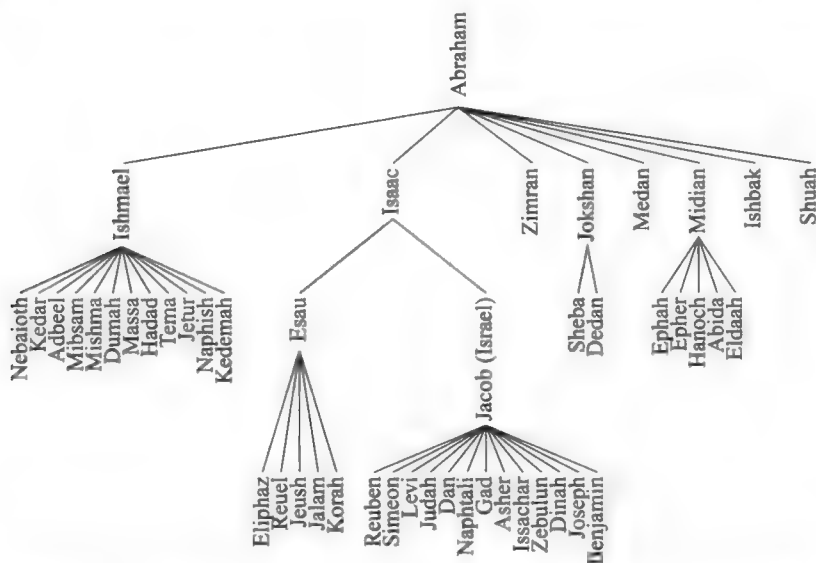 Abraham
Ishmael
Isaac
Zimran
Jokshan
Medan
Midian
Ishbak
Shuah
Nebaioth
Kedar
Adbeel
Mibsam
Mishma
Dumah
Massa
Hadad
Tema
Jetur
Naphish
Kedemah
Esau
Jacob (Israel)
Sheba
Dedan
Ephah
Epher
Hanoch
Abida
Eldaah
Eliphaz
Reuel
Jeush
Jalam
Korah
Reuben
Simeon
Levi
Judah
Dan
Naphtali
Gad
Asher
Issachar
Zebulun
Dinah
Joseph
Benjamin